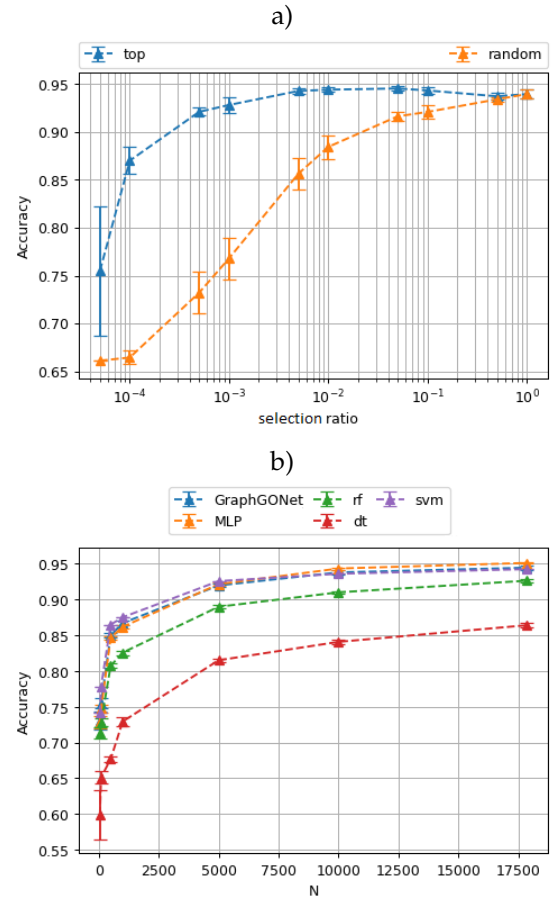 a)
top random
0.95
0.90
0.85
0.80
0.75
0.70
0.65
Accuracy
10⁻⁴ 10⁻³ 10⁻² 10⁻¹ 10⁰
selection ratio
b)
GraphGONet rf svm
MLP dt
0.95
0.90
0.85
0.80
0.75
0.70
0.65
0.60
0.55
Accuracy
0 2500 5000 7500 10000 12500 15000 17500
N